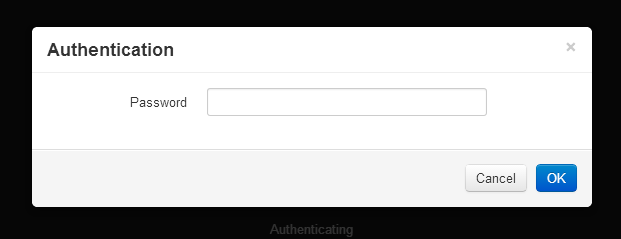 Authentication ×
Password
Cancel OK
Authenticating